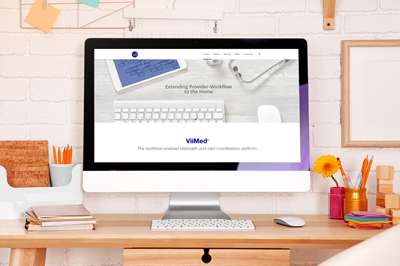 Extending Provider-Workflow
to the Home
ViiMed
The workflow enabled telehealth and care coordination platform.